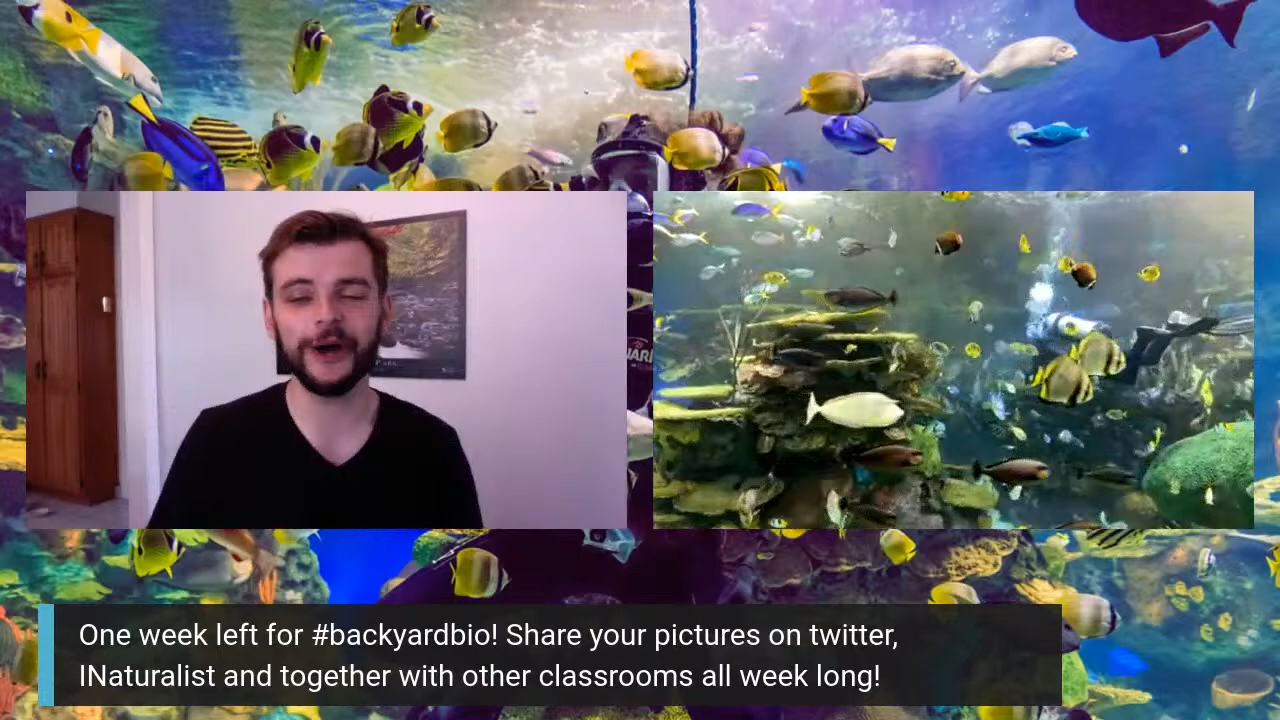 One week left for #backyardbio! Share your pictures on twitter,
INaturalist and together with other classrooms all week long!